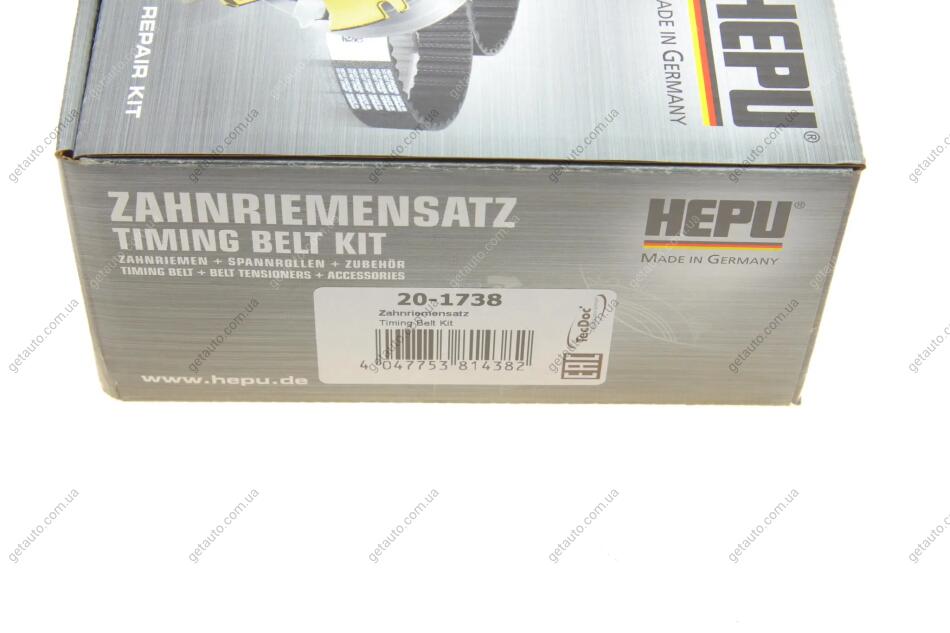 REPAIR KIT
MADE IN GERMANY
HEPU®
ZAHNRIEMENSATZ
TIMING BELT KIT
ZAHNRIEMEN + SPANNROLLEN + ZUBEHÖR
TIMING BELT + BELT TENSIONERS + ACCESSORIES
HEPU®
MADE IN GERMANY
20-1738
Zahnriemensatz
Timing Belt Kit
4 047753 814382
TecDoc
EAC
www.hepu.de
getauto.com.ua